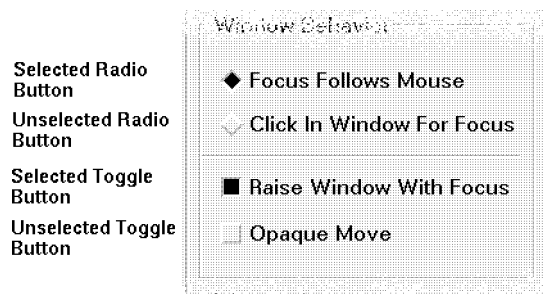 Window Behavior
Selected Radio
Button
Focus Follows Mouse
Unselected Radio
Button
Click In Window For Focus
Selected Toggle
Button
Raise Window With Focus
Unselected Toggle
Button
Opaque Move